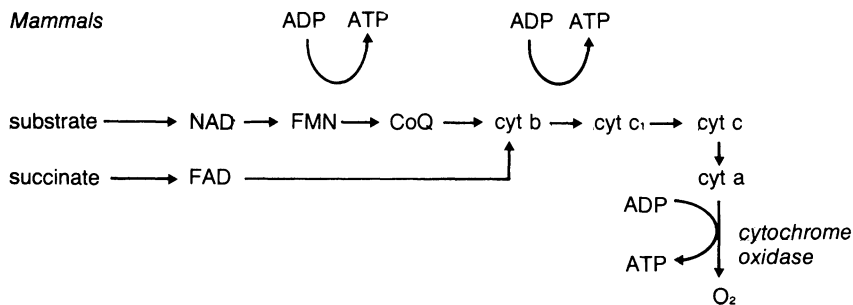 Mammals
ADP ATP ADP ATP
substrate NAD FMN CoQ cyt b cyt c₁ cyt c
succinate FAD cyt a
ADP
cytochrome
oxidase
ATP
O₂